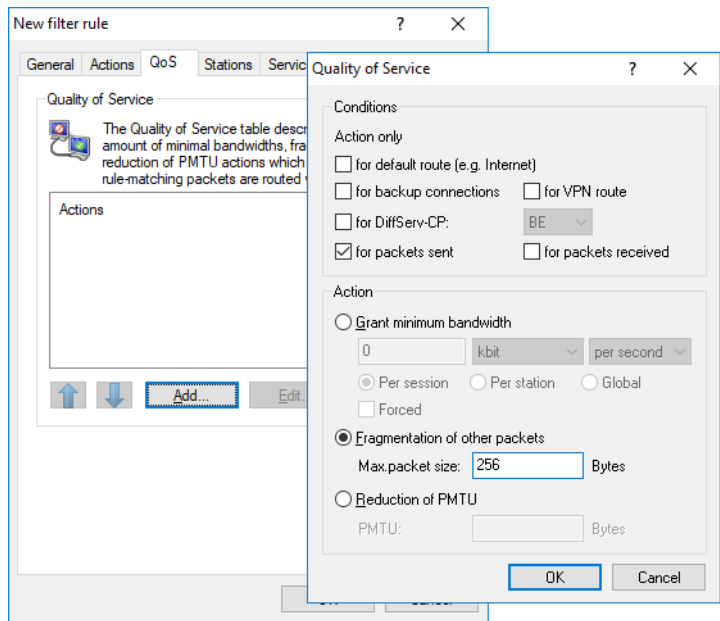 New filter rule ? ×
General Actions QoS Stations Servic
Quality of Service
The Quality of Service table descr
amount of minimal bandwidths, fra
reduction of PMTU actions which
rule-matching packets are routed
Actions
Add... Edit.
Quality of Service ? ×
Conditions
Action only
for default route (e.g. Internet)
for backup connections for VPN route
for DiffServ-CP: BE
for packets sent for packets received
Action
Grant minimum bandwidth
0 kbit per second
Per session Per station Global
Forced
Fragmentation of other packets
Max.packet size: 256 Bytes
Reduction of PMTU
PMTU: Bytes
OK Cancel